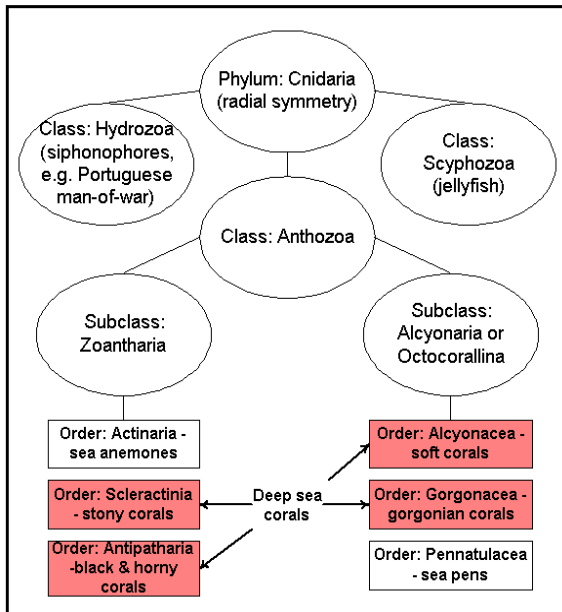 Phylum: Cnidaria
(radial symmetry)
Class: Hydrozoa
(siphonophores,
e.g. Portuguese
man-of-war)
Class:
Scyphozoa
(jellyfish)
Class: Anthozoa
Subclass:
Zoantharia
Subclass:
Alcyonaria or
Octocorallina
Order: Actinaria -
sea anemones
Order: Scleractinia
- stony corals
Order: Antipatharia
-black & horny
corals
Deep sea
corals
Order: Alcyonacea -
soft corals
Order: Gorgonacea -
gorgonian corals
Order: Pennatulacea
- sea pens